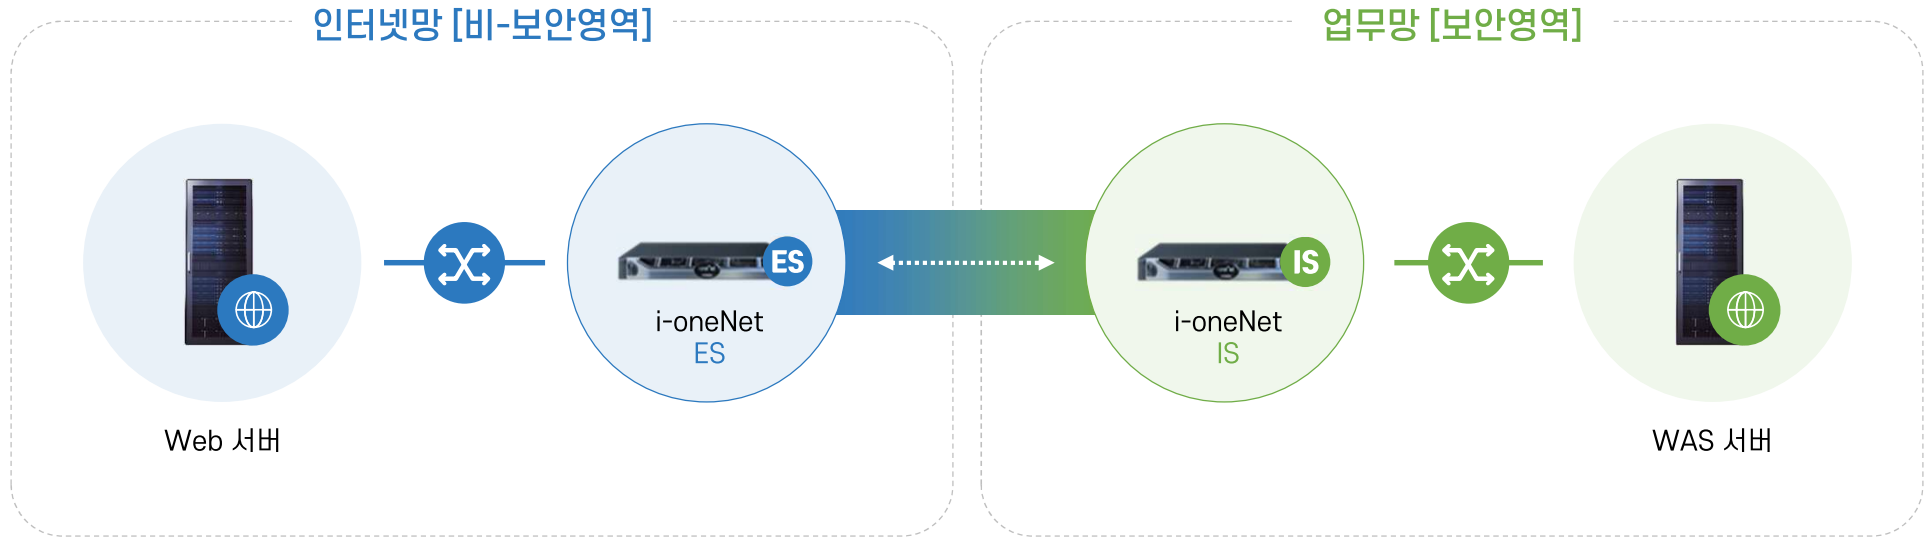 인터넷망 [비-보안영역]
업무망 [보안영역]
ES
i-oneNet
ES
IS
i-oneNet
IS
Web 서버
WAS 서버